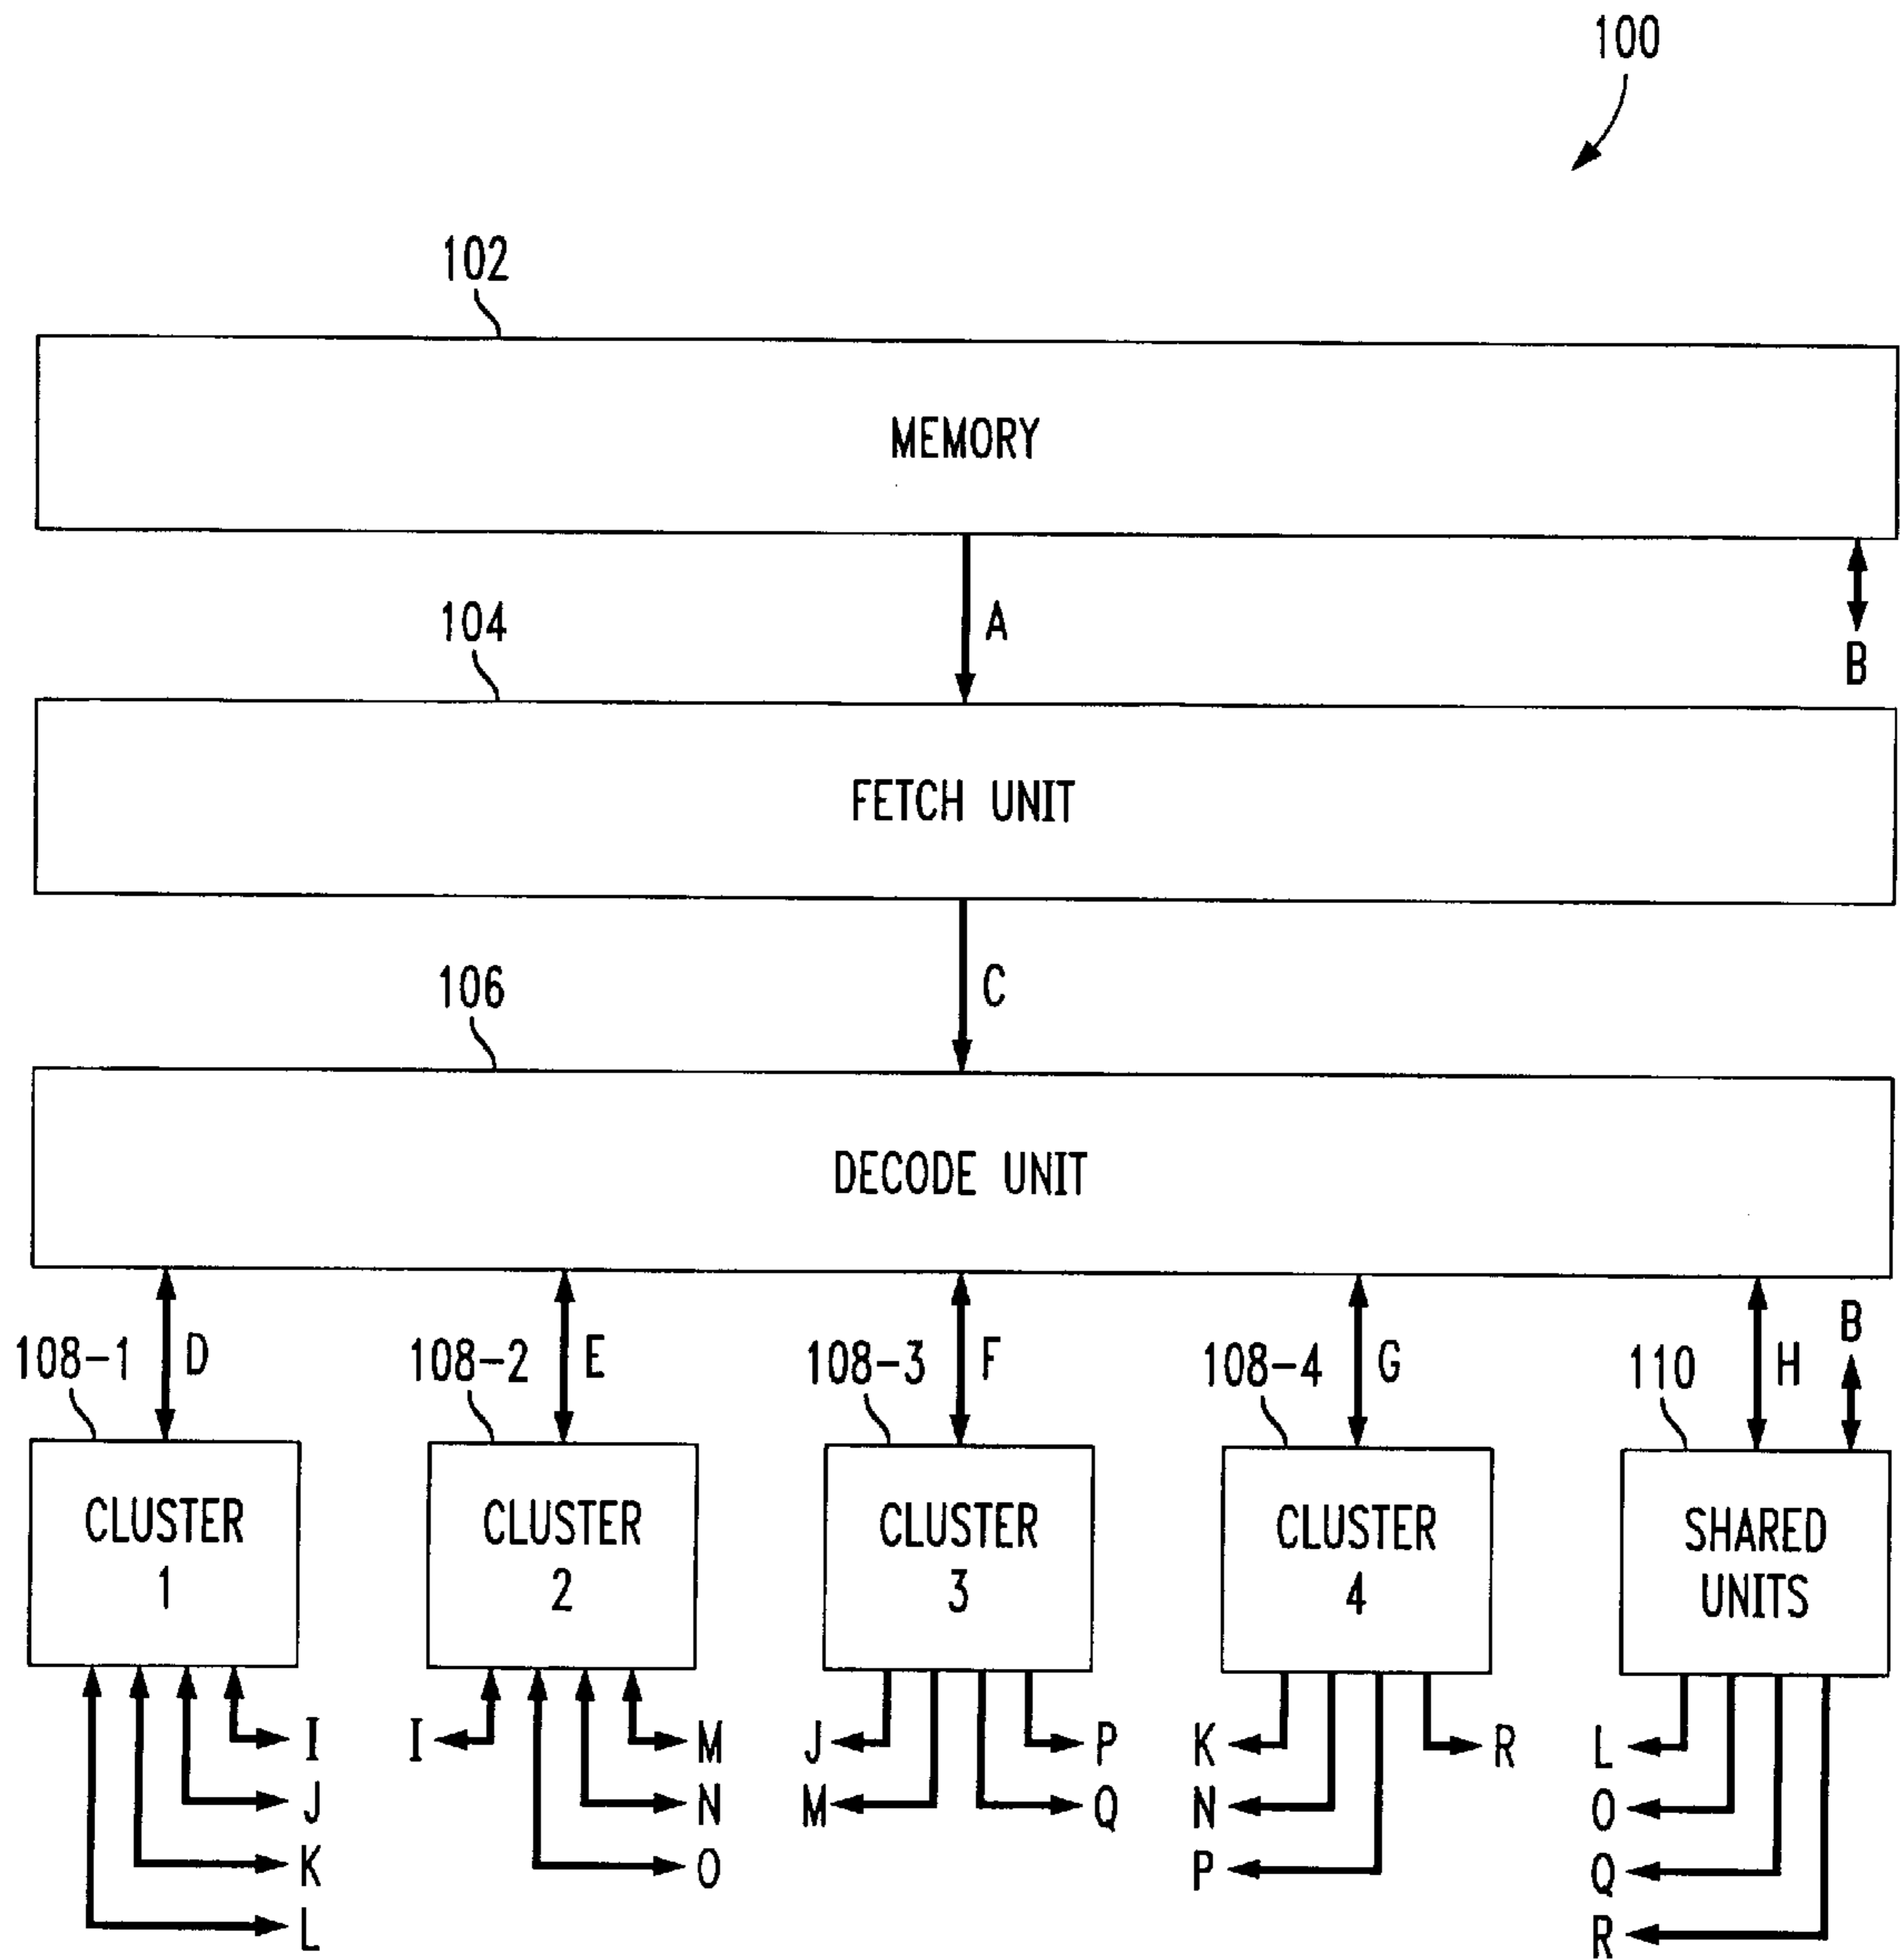 100
102
MEMORY
A
B
104
FETCH UNIT
C
106
DECODE UNIT
108-1
D
108-2
E
108-3
F
108-4
G
110
H
B
CLUSTER
1
CLUSTER
2
CLUSTER
3
CLUSTER
4
SHARED
UNITS
I
J
K
L
I
M
N
O
J
M
P
Q
K
N
P
R
L
O
Q
R